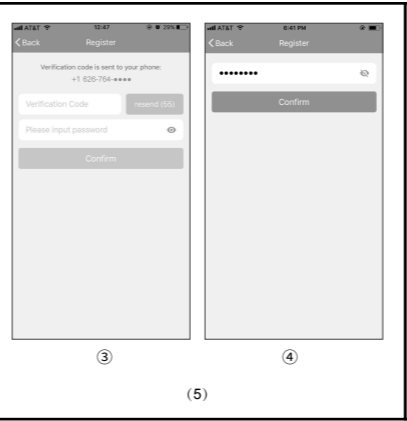 AT&T 12:47 29%
Back Register
Verification code is sent to your phone:
+1 626-764-●●●●
Verification Code resend (55)
Please input password
Confirm
③
AT&T 6:41 PM
Back Register
●●●●●●●●
Confirm
④
(5)